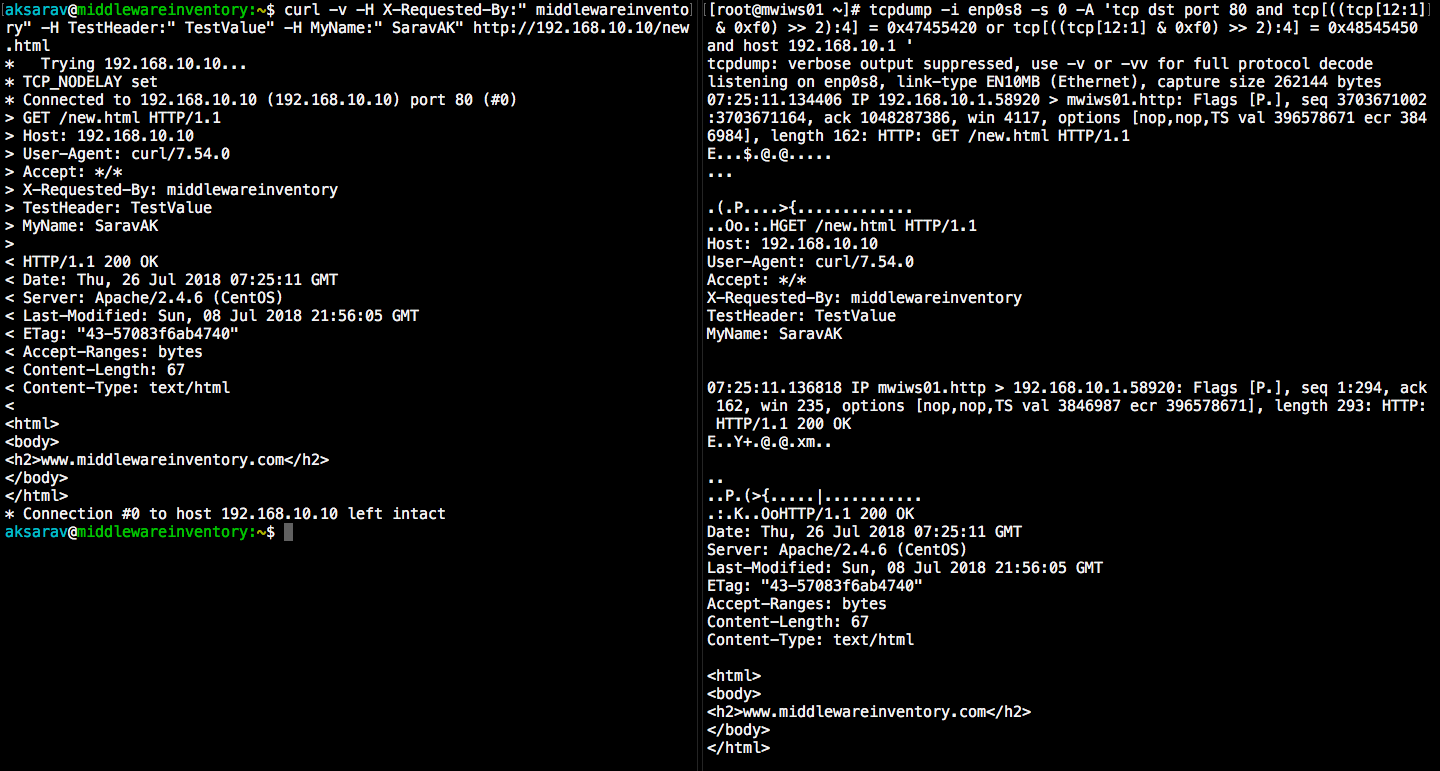 [aksarav@middlewareinventory:~$ curl -v -H X-Requested-By:" middlewareinvento]
ry" -H TestHeader:" TestValue" -H MyName:" SaravAK" http://192.168.10.10/new
.html
*   Trying 192.168.10.10...
* TCP_NODELAY set
* Connected to 192.168.10.10 (192.168.10.10) port 80 (#0)
> GET /new.html HTTP/1.1
> Host: 192.168.10.10
> User-Agent: curl/7.54.0
> Accept: */*
> X-Requested-By: middlewareinventory
> TestHeader: TestValue
> MyName: SaravAK
>
< HTTP/1.1 200 OK
< Date: Thu, 26 Jul 2018 07:25:11 GMT
< Server: Apache/2.4.6 (CentOS)
< Last-Modified: Sun, 08 Jul 2018 21:56:05 GMT
< ETag: "43-57083f6ab4740"
< Accept-Ranges: bytes
< Content-Length: 67
< Content-Type: text/html
<
<html>
<body>
<h2>www.middlewareinventory.com</h2>
</body>
</html>
* Connection #0 to host 192.168.10.10 left intact
aksarav@middlewareinventory:~$
[[root@mwiws01 ~]# tcpdump -i enp0s8 -s 0 -A 'tcp dst port 80 and tcp[((tcp[12:1]]
 & 0xf0) >> 2):4] = 0x47455420 or tcp[((tcp[12:1] & 0xf0) >> 2):4] = 0x48545450
and host 192.168.10.1 '
tcpdump: verbose output suppressed, use -v or -vv for full protocol decode
listening on enp0s8, link-type EN10MB (Ethernet), capture size 262144 bytes
07:25:11.134406 IP 192.168.10.1.58920 > mwiws01.http: Flags [P.], seq 3703671002
:3703671164, ack 1048287386, win 4117, options [nop,nop,TS val 396578671 ecr 384
6984], length 162: HTTP: GET /new.html HTTP/1.1
E...$.@.@.....
...
.(.P....>{.............
..Oo.:.HGET /new.html HTTP/1.1
Host: 192.168.10.10
User-Agent: curl/7.54.0
Accept: */*
X-Requested-By: middlewareinventory
TestHeader: TestValue
MyName: SaravAK
07:25:11.136818 IP mwiws01.http > 192.168.10.1.58920: Flags [P.], seq 1:294, ack
 162, win 235, options [nop,nop,TS val 3846987 ecr 396578671], length 293: HTTP:
 HTTP/1.1 200 OK
E..Y+.@.@.xm..
..
..P.(>{.....|...........
.:.K..OoHTTP/1.1 200 OK
Date: Thu, 26 Jul 2018 07:25:11 GMT
Server: Apache/2.4.6 (CentOS)
Last-Modified: Sun, 08 Jul 2018 21:56:05 GMT
ETag: "43-57083f6ab4740"
Accept-Ranges: bytes
Content-Length: 67
Content-Type: text/html
<html>
<body>
<h2>www.middlewareinventory.com</h2>
</body>
</html>